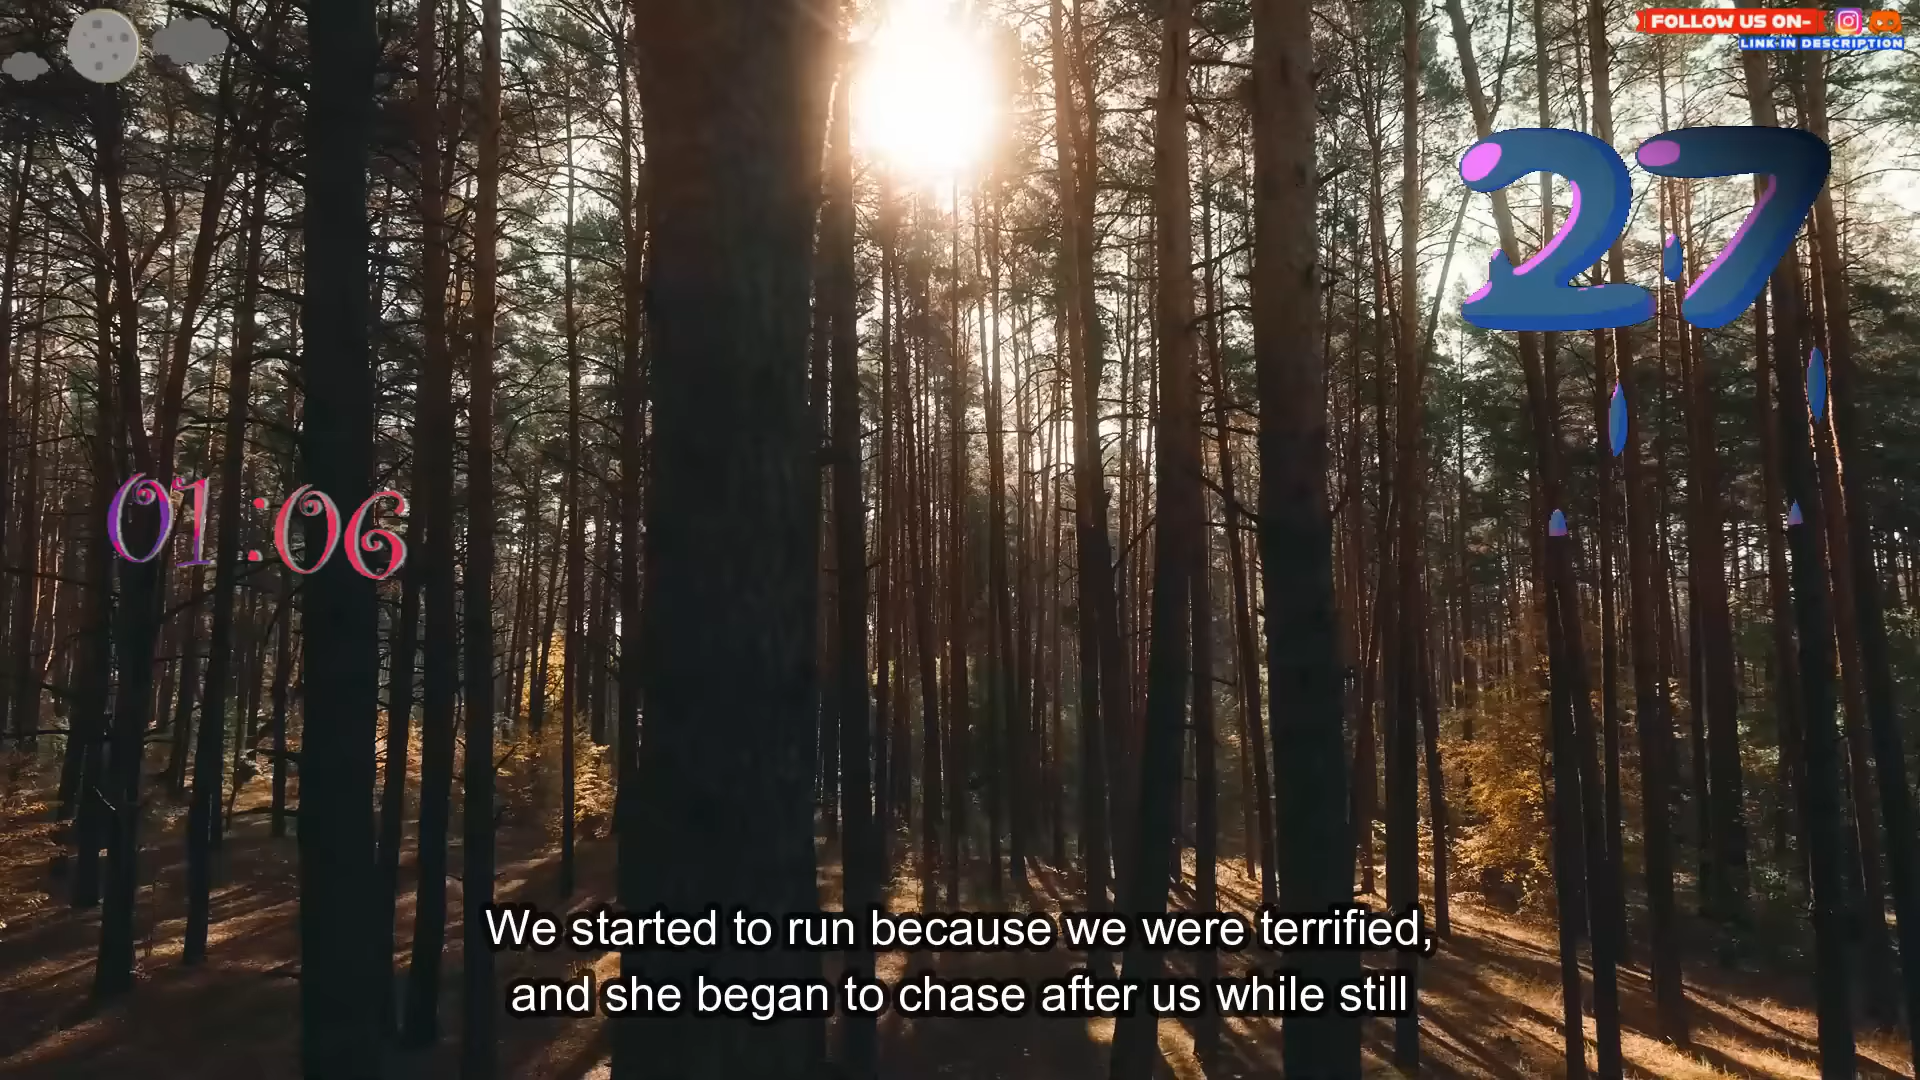 FOLLOW US ON-
LINK IN DESCRIPTION
27
01:06
We started to run because we were terrified,
and she began to chase after us while still